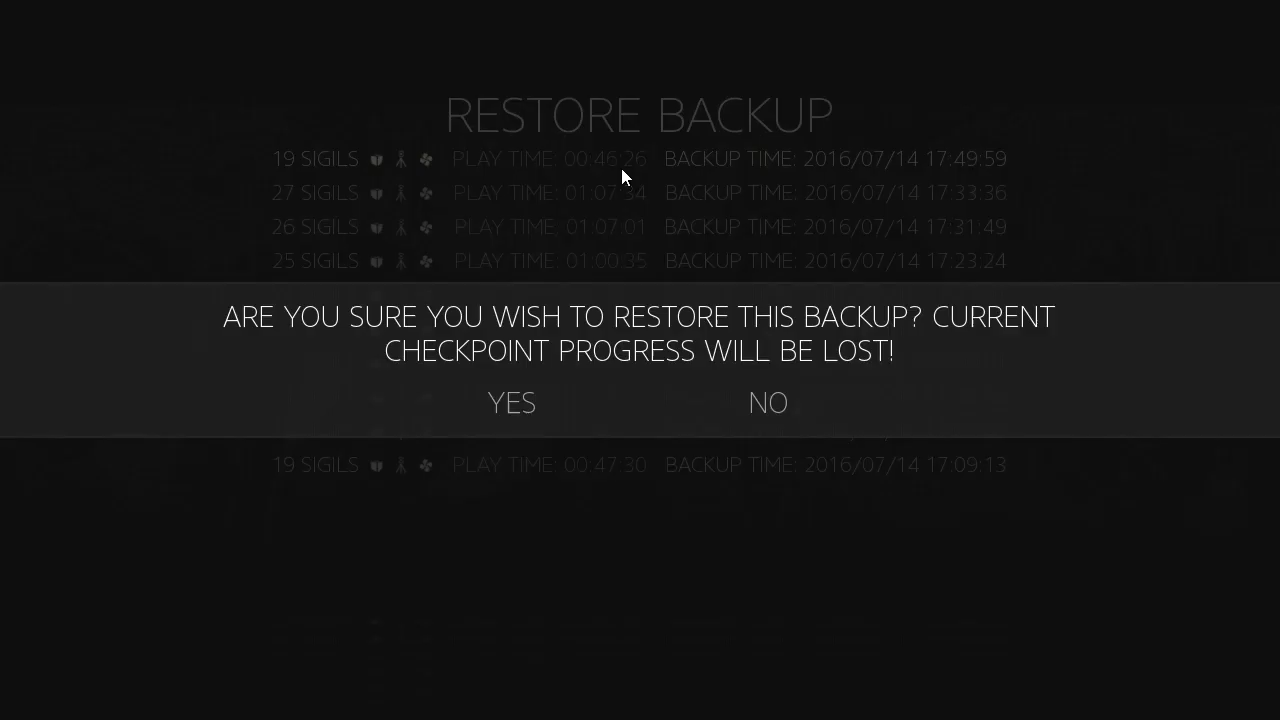 RESTORE BACKUP
19 SIGILS PLAY TIME: 00:46:26 BACKUP TIME: 2016/07/14 17:49:59
27 SIGILS PLAY TIME: 01:07:34 BACKUP TIME: 2016/07/14 17:33:36
26 SIGILS PLAY TIME: 01:07:01 BACKUP TIME: 2016/07/14 17:31:49
25 SIGILS PLAY TIME: 01:00:35 BACKUP TIME: 2016/07/14 17:23:24
ARE YOU SURE YOU WISH TO RESTORE THIS BACKUP? CURRENT
CHECKPOINT PROGRESS WILL BE LOST!
YES NO
19 SIGILS PLAY TIME: 00:47:30 BACKUP TIME: 2016/07/14 17:09:13